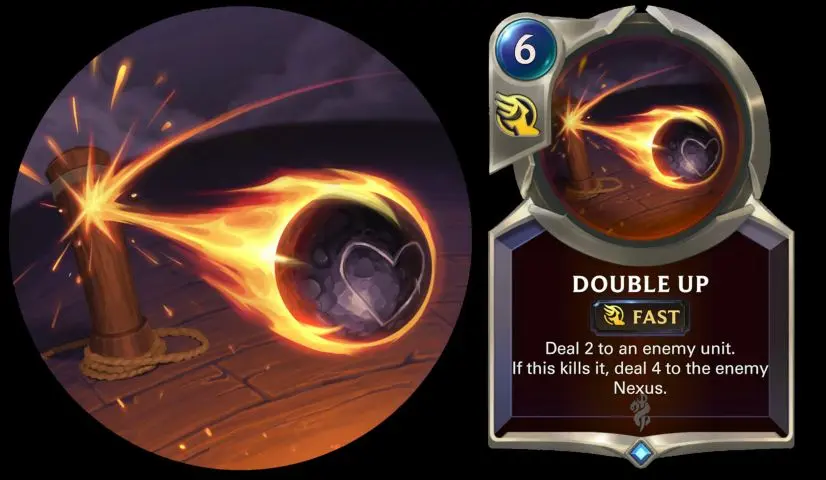 6
DOUBLE UP
FAST
Deal 2 to an enemy unit.
If this kills it, deal 4 to the enemy
Nexus.